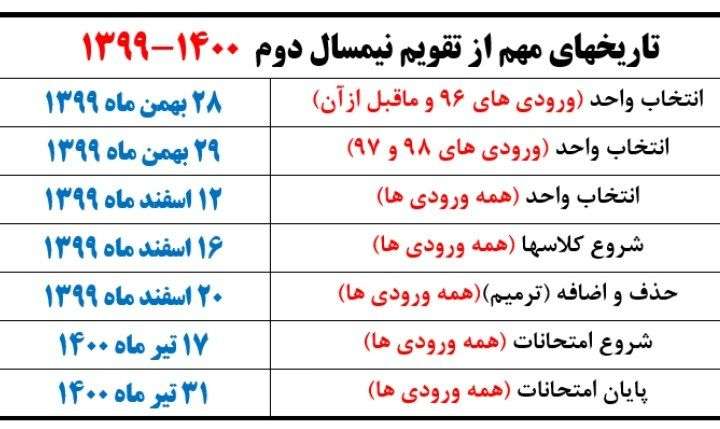 تاریخهای مهم از تقویم نیمسال دوم ۱۴۰۰-۱۳۹۹
انتخاب واحد (ورودی های ۹۶ و ماقبل ازآن) ۲۸ بهمن ماه ۱۳۹۹
انتخاب واحد (ورودی های ۹۸ و ۹۷) ۲۹ بهمن ماه ۱۳۹۹
انتخاب واحد (همه ورودی ها) ۱۲ اسفند ماه ۱۳۹۹
شروع کلاسها (همه ورودی ها) ۱۶ اسفند ماه ۱۳۹۹
حذف و اضافه (ترمیم)(همه ورودی ها) ۲۰ اسفند ماه ۱۳۹۹
شروع امتحانات (همه ورودی ها) ۱۷ تیر ماه ۱۴۰۰
پایان امتحانات (همه ورودی ها) ۳۱ تیر ماه ۱۴۰۰